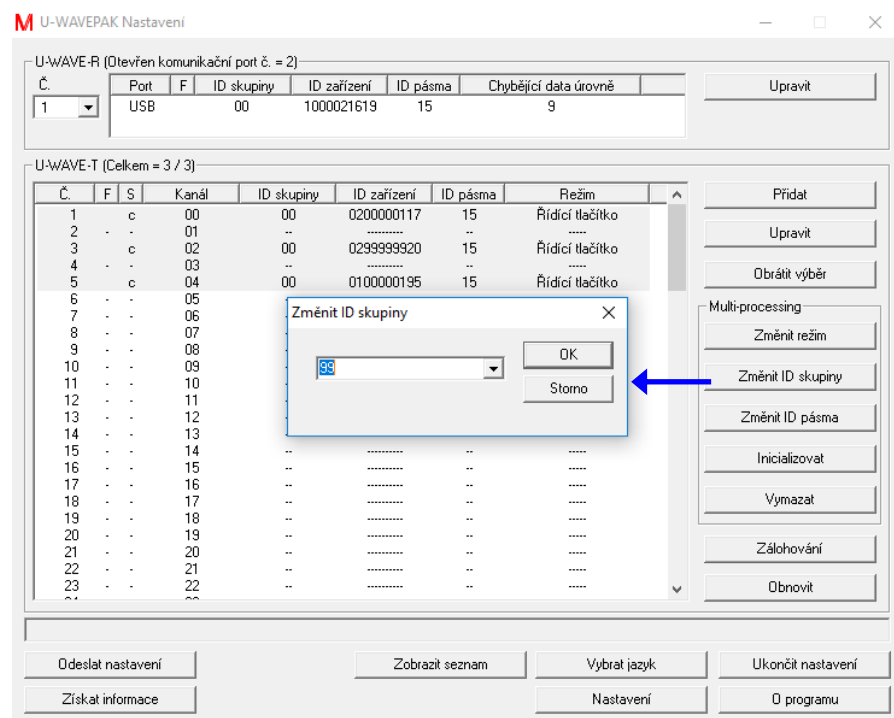 M U-WAVEPAK Nastavení
U-WAVE-R (Otevřen komunikační port č. = 2)
Č. Port F ID skupiny ID zařízení ID pásma Chybějící data úrovně
1 USB 00 1000021619 15 9
Upravit
U-WAVE-T (Celkem = 3 / 3)
Č. F S Kanál ID skupiny ID zařízení ID pásma Režim
1 c 00 00 0200000117 15 Řídící tlačítko
2 - - 01 -- ---------- -- -----
3 c 02 00 0299999920 15 Řídící tlačítko
4 - - 03 -- ---------- -- -----
5 c 04 00 0100000195 15 Řídící tlačítko
6 - - 05
7 - - 06
8 - - 07
9 - - 08
10 - - 09
11 - - 10
12 - - 11
13 - - 12
14 - - 13
15 - - 14 -- ---------- -- -----
16 - - 15 -- ---------- -- -----
17 - - 16 -- ---------- -- -----
18 - - 17 -- ---------- -- -----
19 - - 18 -- ---------- -- -----
20 - - 19 -- ---------- -- -----
21 - - 20 -- ---------- -- -----
22 - - 21 -- ---------- -- -----
23 - - 22 -- ---------- -- -----
Změnit ID skupiny
99
OK
Storno
Přidat
Upravit
Obrátit výběr
Multi-processing
Změnit režim
Změnit ID skupiny
Změnit ID pásma
Inicializovat
Vymazat
Zálohování
Obnovit
Odeslat nastavení Zobrazit seznam Vybrat jazyk Ukončit nastavení
Získat informace Nastavení O programu